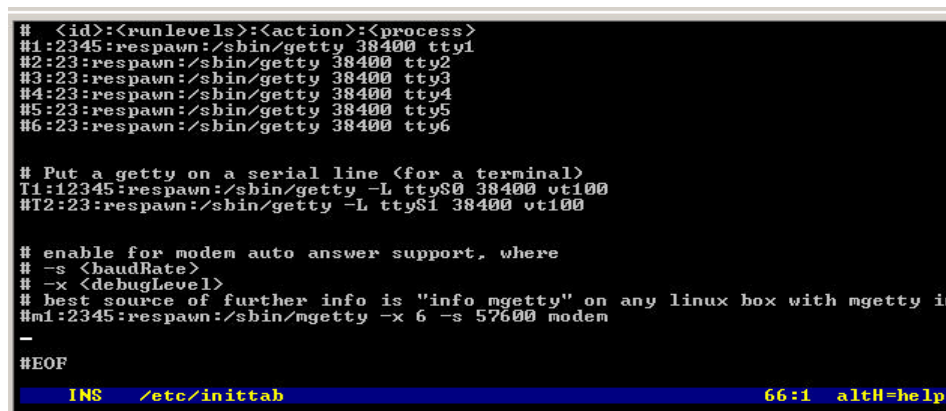 #  <id>:<runlevels>:<action>:<process>
#1:2345:respawn:/sbin/getty 38400 tty1
#2:23:respawn:/sbin/getty 38400 tty2
#3:23:respawn:/sbin/getty 38400 tty3
#4:23:respawn:/sbin/getty 38400 tty4
#5:23:respawn:/sbin/getty 38400 tty5
#6:23:respawn:/sbin/getty 38400 tty6
# Put a getty on a serial line (for a terminal)
T1:12345:respawn:/sbin/getty -L ttyS0 38400 vt100
#T2:23:respawn:/sbin/getty -L ttyS1 38400 vt100
# enable for modem auto answer support, where
# -s <baudRate>
# -x <debugLevel>
# best source of further info is "info mgetty" on any linux box with mgetty
#m1:2345:respawn:/sbin/mgetty -x 6 -s 57600 modem
#EOF
INS /etc/inittab 66:1 altH=help